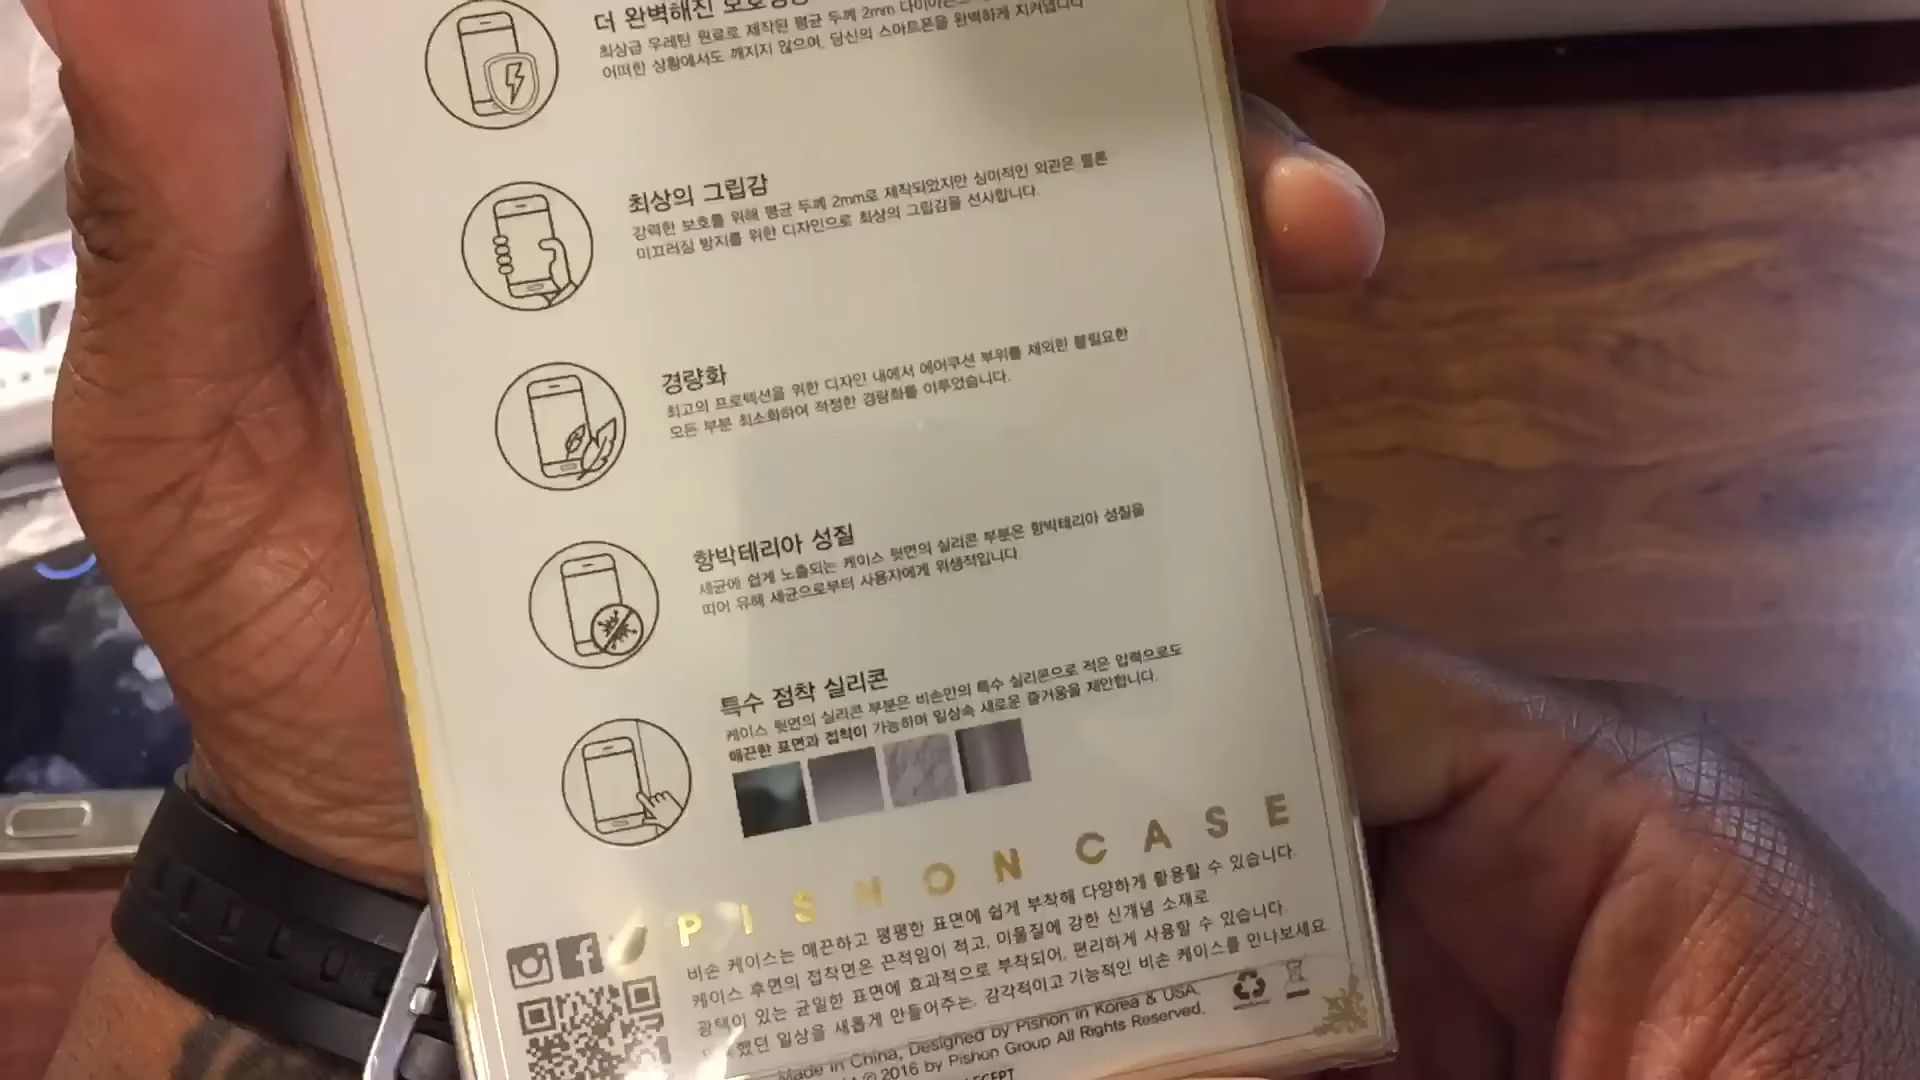 더 완벽해진
최상급 우레탄 원료로 제작된 평균 두께 2mm
어떠한 상황에서도 깨지지 않으며, 당신의 스마트폰을 완벽하게 지켜냅니다
최상의 그립감
강력한 보호를 위해 평균 두께 2mm로 제작되었지만 심미적인 외관은 물론
미끄러짐 방지를 위한 디자인으로 최상의 그립감을 선사합니다.
경량화
최고의 프로텍션을 위한 디자인 내에서 에어쿠션 부위를 제외한 불필요한
모든 부분 최소화하여 적정한 경량화를 이루었습니다.
항박테리아 성질
세균에 쉽게 노출되는 케이스 뒷면의 실리콘 부분은 항박테리아 성질을
띠어 유해 세균으로부터 사용자에게 위생적입니다
특수 점착 실리콘
케이스 뒷면의 실리콘 부분은 비손만의 특수 실리콘으로 적은 압력으로도
매끈한 표면과 접착이 가능하며 일상속 새로운 즐거움을 제안합니다.
PISHON CASE
비손 케이스는 매끈하고 평평한 표면에 쉽게 부착해 다양하게 활용할 수 있습니다.
케이스 후면의 접착면은 끈적임이 적고, 이물질에 강한 신개념 소재로
광택이 있는 균일한 표면에 효과적으로 부착되어, 편리하게 사용할 수 있습니다.
했던 일상을 새롭게 만들어주는, 감각적이고 기능적인 비손 케이스를 만나보세요
Made in China, Designed by Pishon in Korea & USA.
© 2016 by Pishon Group All Rights Reserved.